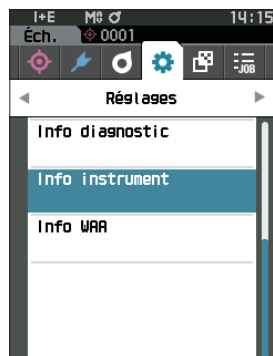 I+E M 14:15
Éch. 0001
-JOB
Réglages
Info diagnostic
Info instrument
Info WAA